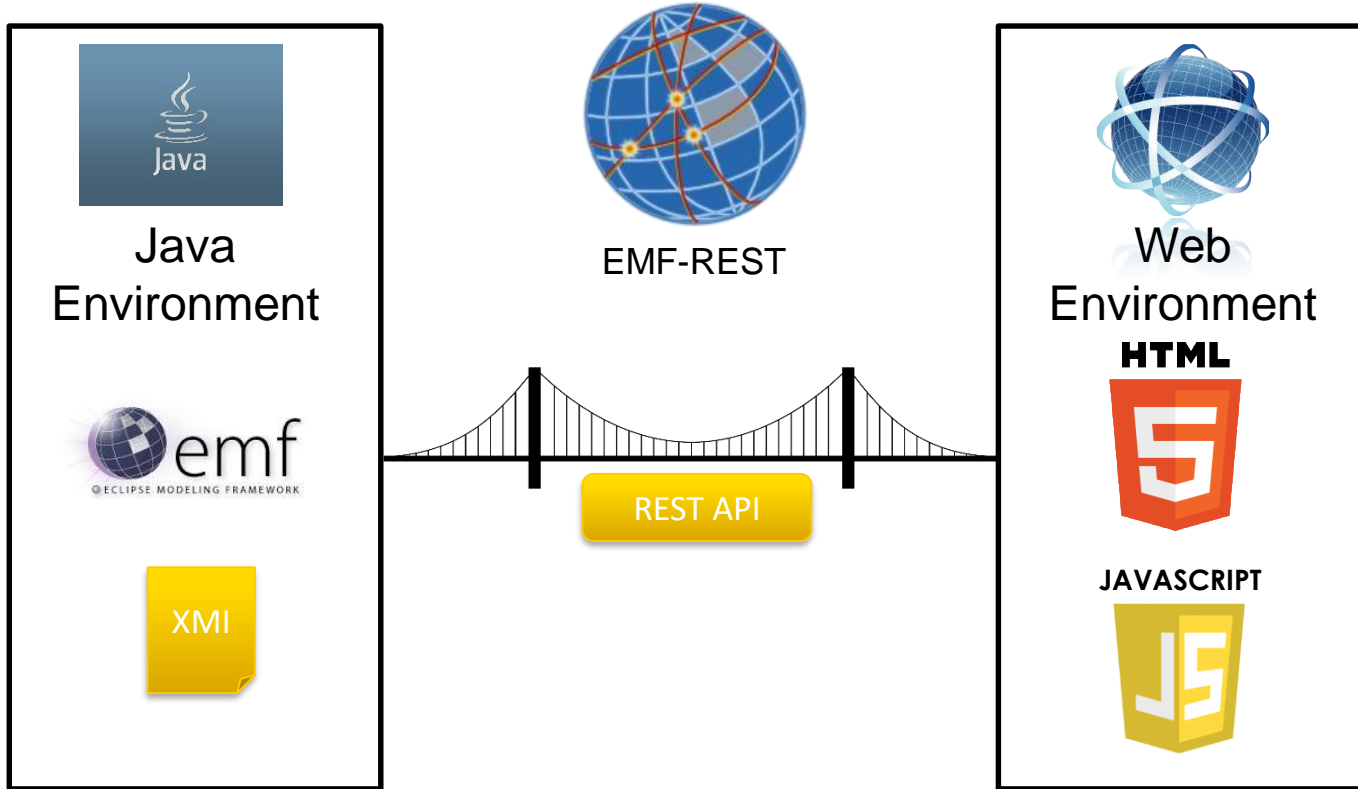 Java
Java
Environment
emf
ECLIPSE MODELING FRAMEWORK
XMI
EMF-REST
REST API
Web
Environment
HTML
5
JAVASCRIPT
JS